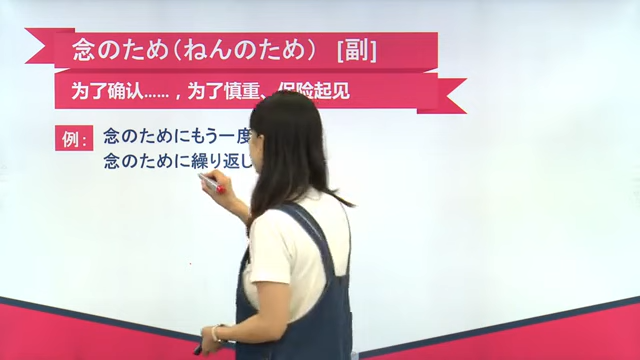 念のため(ねんのため) [副]
为了确认……，为了慎重、保险起见
例：
念のためにもう一度
念のために繰り返し